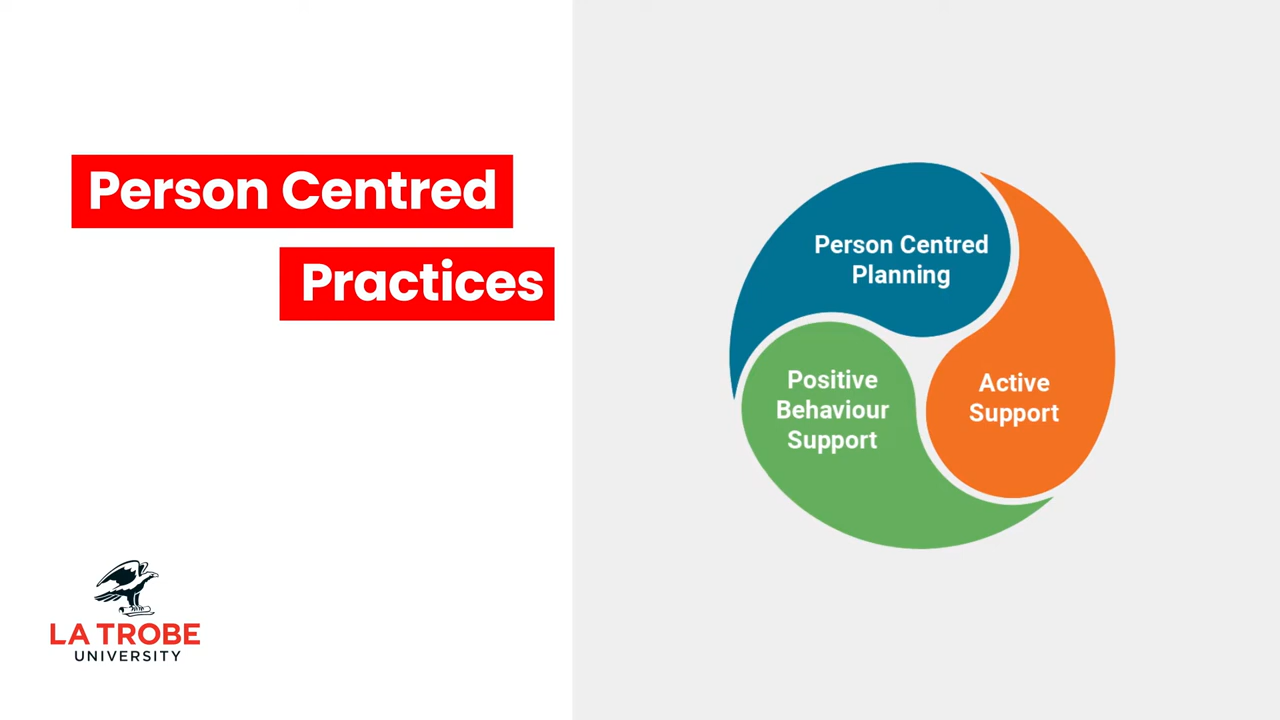 Person Centred
Practices
Person Centred
Planning
Positive
Behaviour
Support
Active
Support
LA TROBE
UNIVERSITY